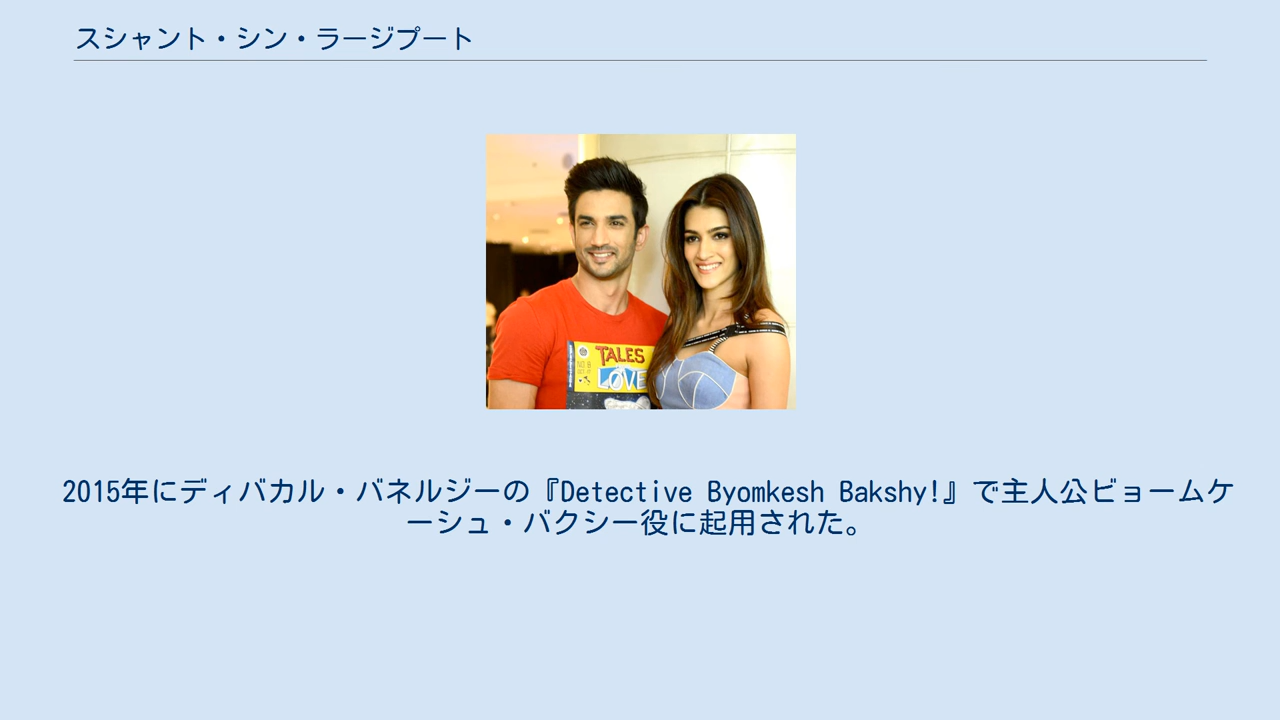 スシャント・シン・ラージプート
TALES
LOVE
2015年にディバカル・バネルジーの『Detective Byomkesh Bakshy!』で主人公ビョームケ
ーシュ・バクシー役に起用された。